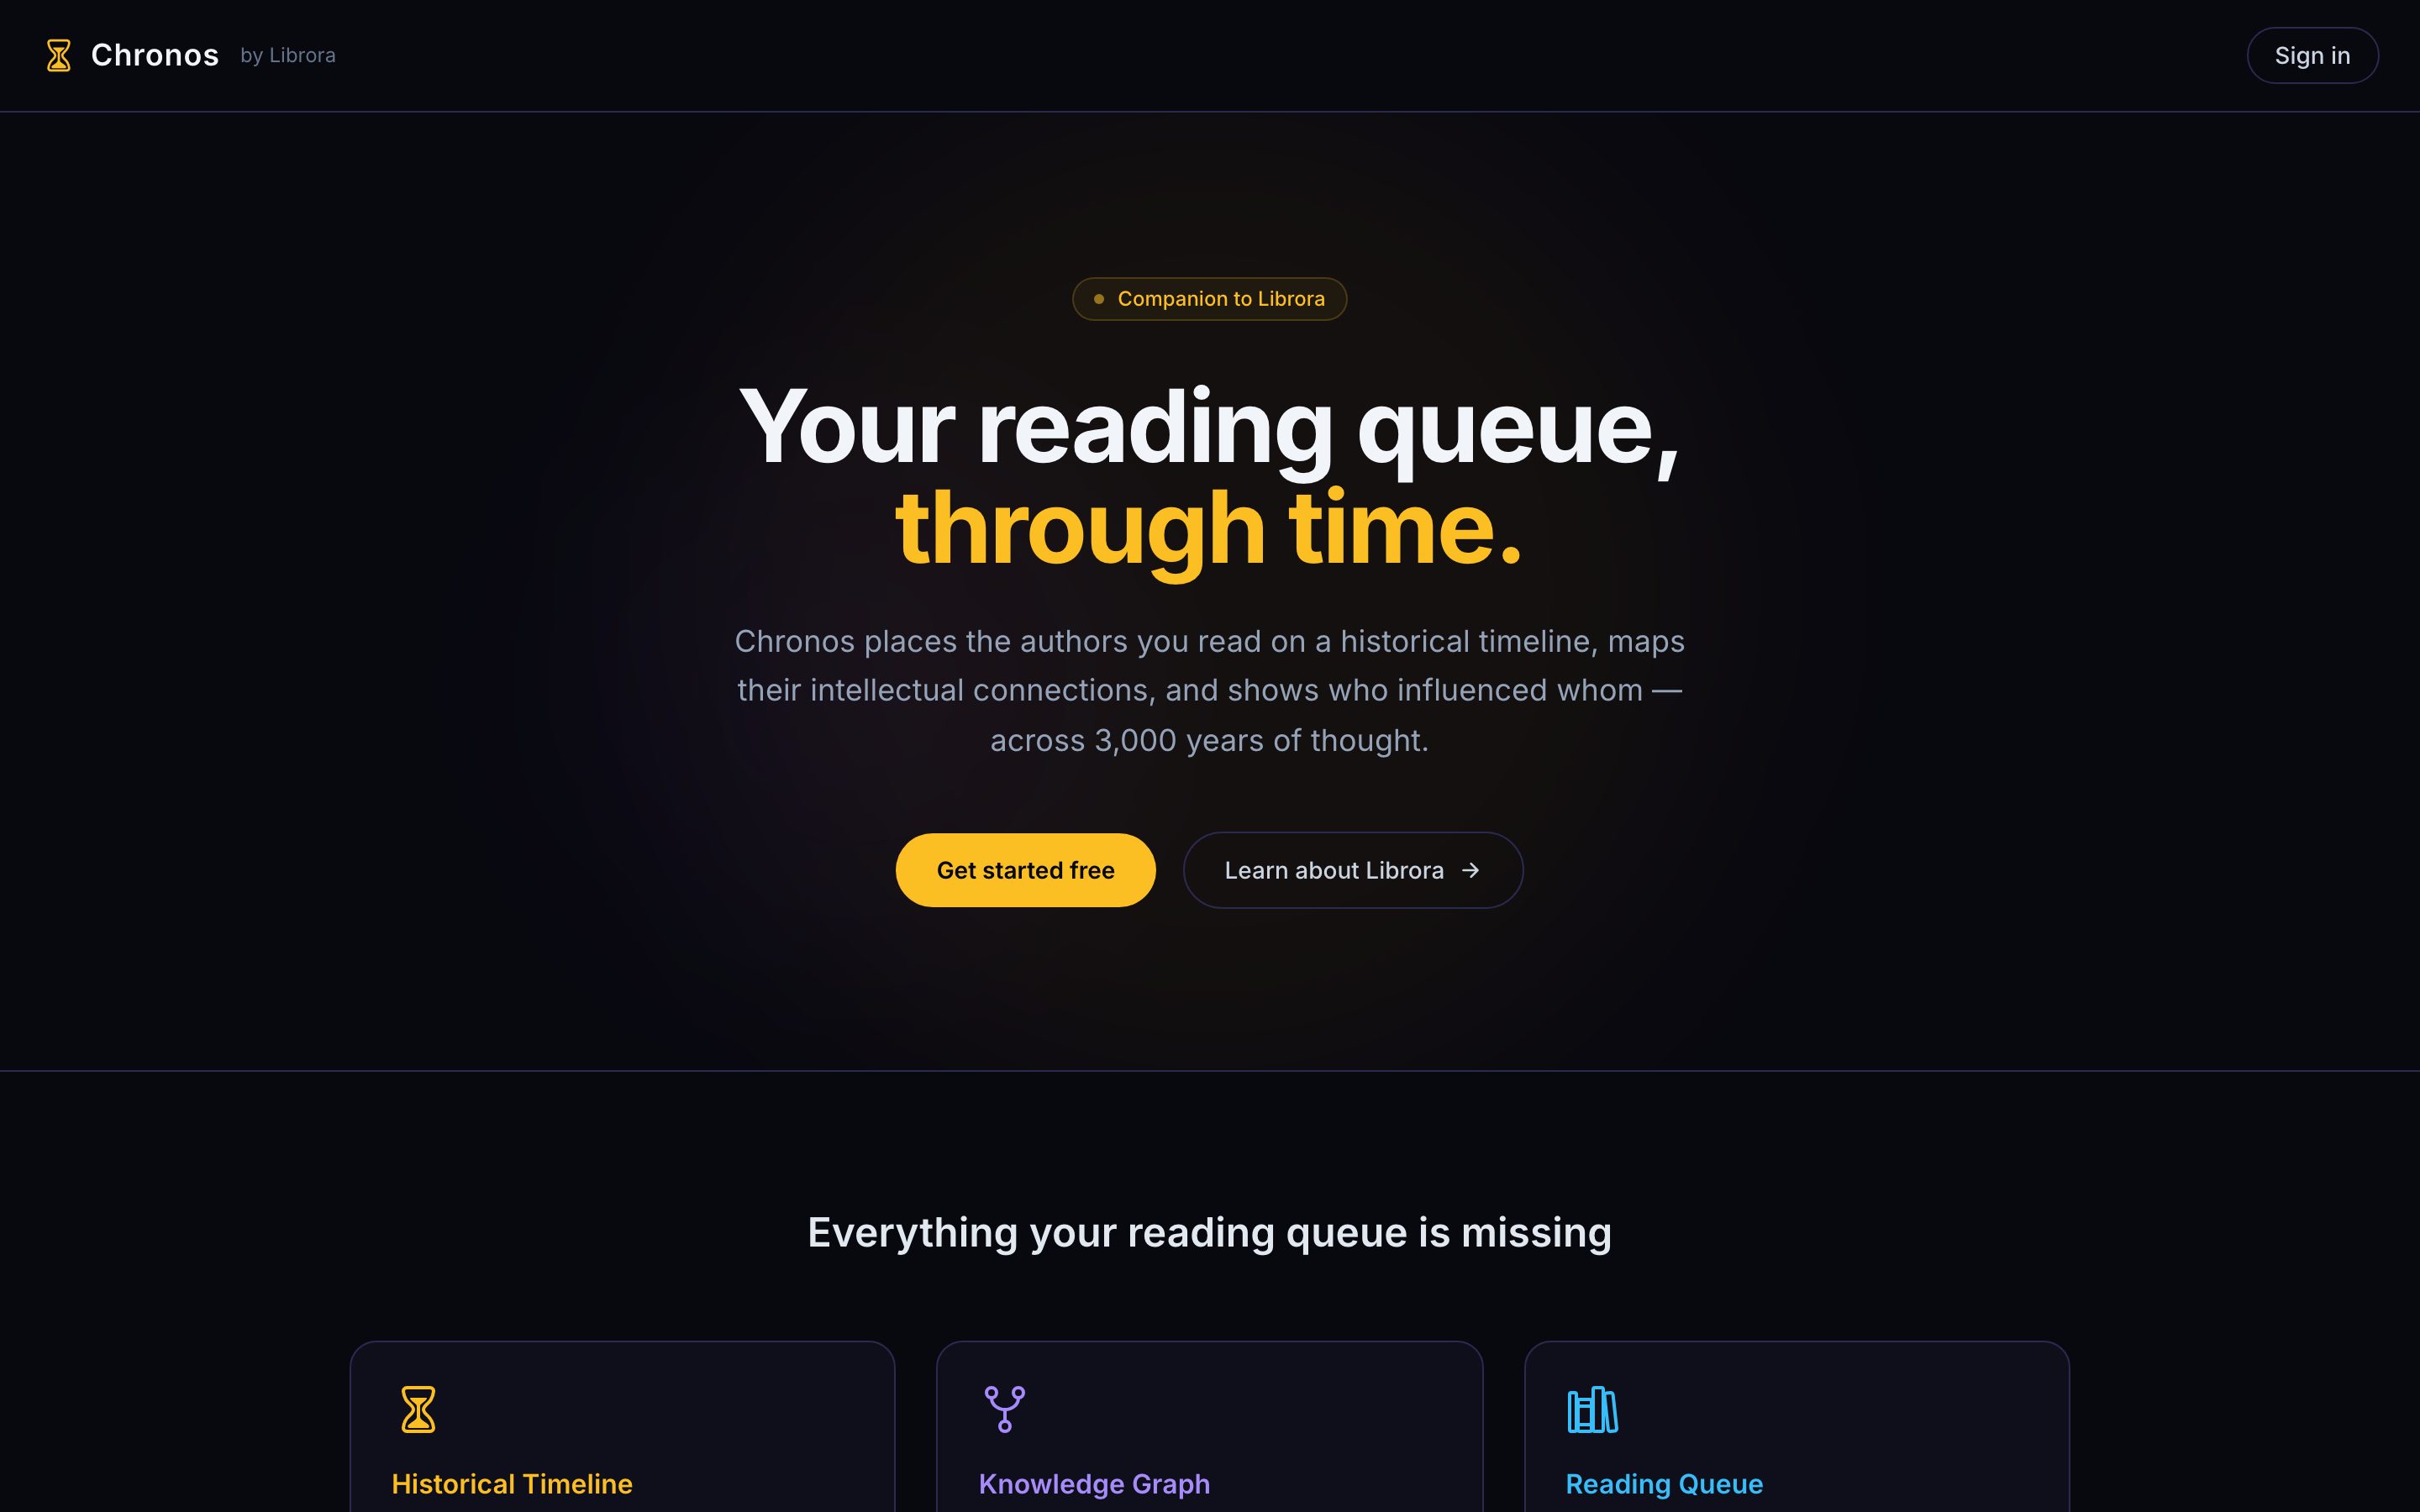 Chronos by Librora
Sign in
Companion to Librora
Your reading queue,
through time.
Chronos places the authors you read on a historical timeline, maps
their intellectual connections, and shows who influenced whom —
across 3,000 years of thought.
Get started free
Learn about Librora →
Everything your reading queue is missing
Historical Timeline
Knowledge Graph
Reading Queue